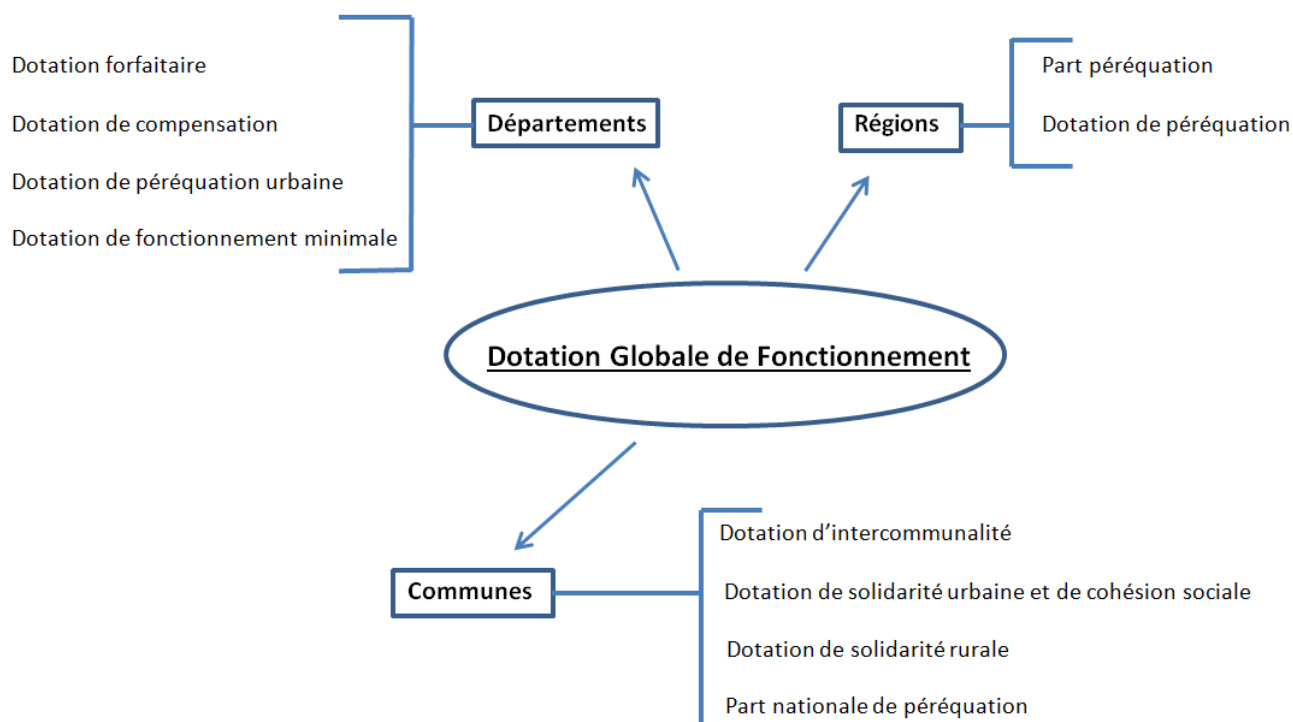 Dotation forfaitaire
Dotation de compensation
Dotation de péréquation urbaine
Dotation de fonctionnement minimale
Départements
Régions
Part péréquation
Dotation de péréquation
Dotation Globale de Fonctionnement
Communes
Dotation d’intercommunalité
Dotation de solidarité urbaine et de cohésion sociale
Dotation de solidarité rurale
Part nationale de péréquation